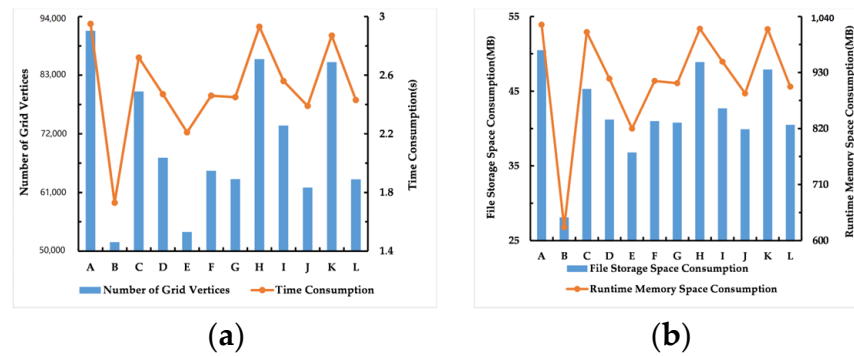 94,000
83,000
72,000
61,000
50,000
Number of Grid Vertices
3
2.6
2.2
1.8
1.4
Time Consumption(s)
A B C D E F G H I J K L
Number of Grid Vertices Time Consumption
(a)
55
45
35
25
File Storage Space Consumption(MB)
1,040
930
820
710
600
Runtime Memory Space Consumption(MB)
A B C D E F G H I J K L
File Storage Space Consumption
Runtime Memory Space Consumption
(b)